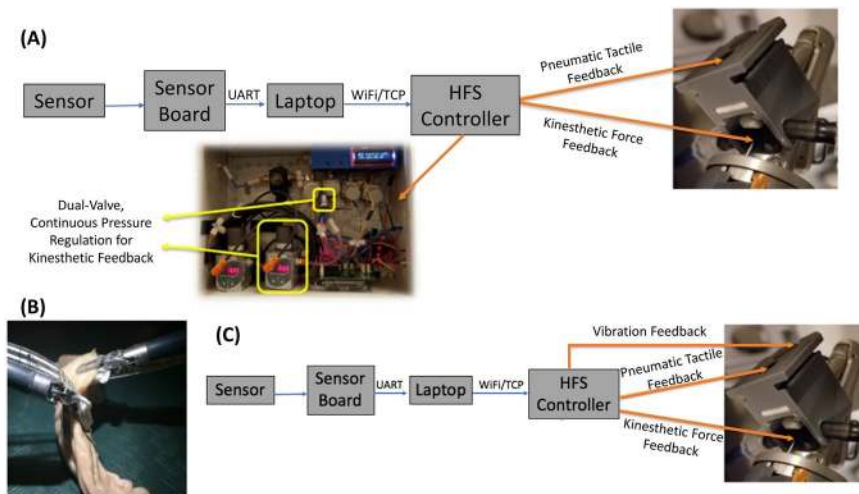 (A)
Pneumatic Tactile
Feedback
Sensor
Sensor
Board
UART
Laptop
WiFi/TCP
HFS
Controller
Kinesthetic Force
Feedback
Dual-Valve,
Continuous Pressure
Regulation for
Kinesthetic Feedback
(B)
(C)
Vibration Feedback
Pneumatic Tactile
Feedback
Sensor
Sensor
Board
UART
Laptop
WiFi/TCP
HFS
Controller
Kinesthetic Force
Feedback